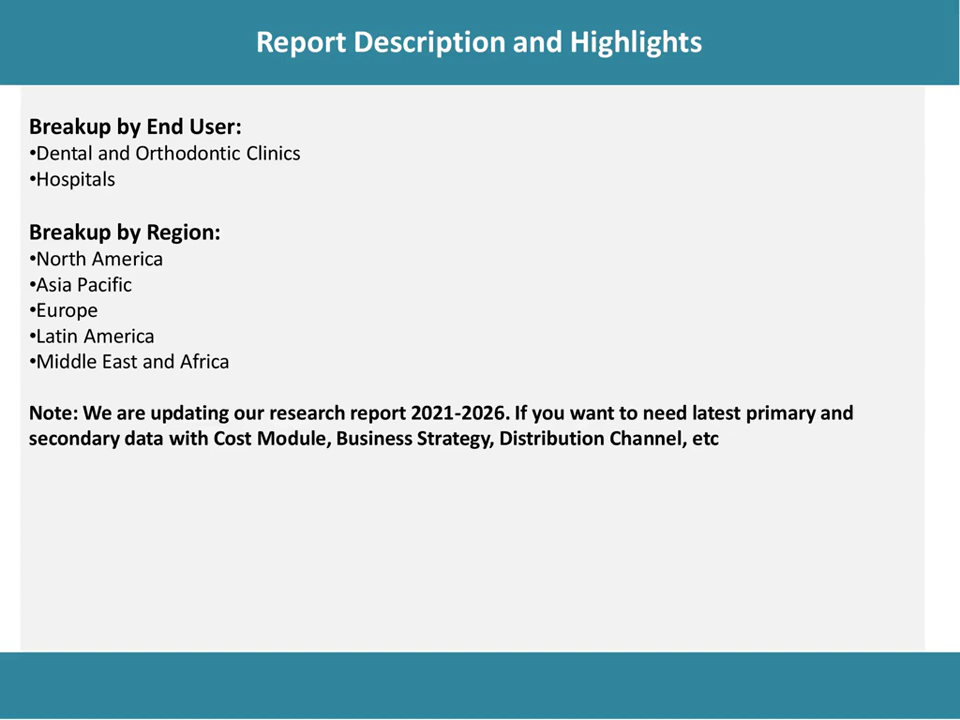 Report Description and Highlights
Breakup by End User:
•Dental and Orthodontic Clinics
•Hospitals
Breakup by Region:
•North America
•Asia Pacific
•Europe
•Latin America
•Middle East and Africa
Note: We are updating our research report 2021-2026. If you want to need latest primary and
secondary data with Cost Module, Business Strategy, Distribution Channel, etc